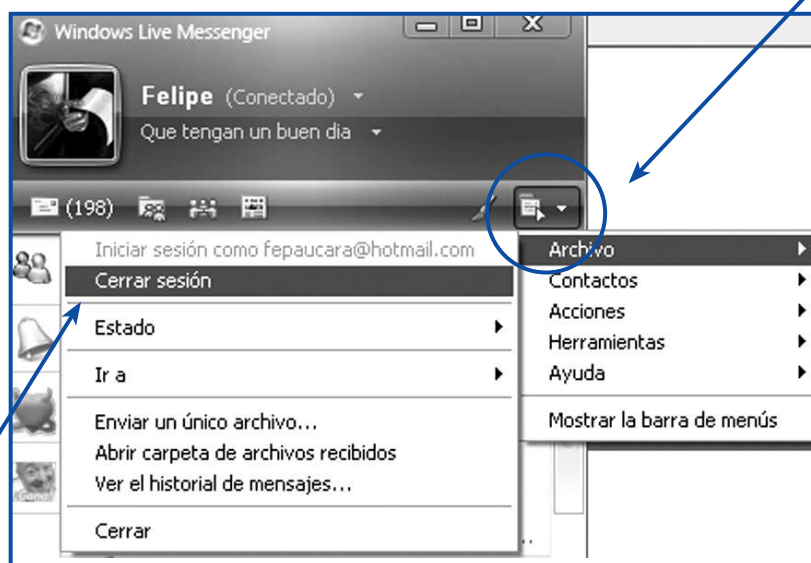 Windows Live Messenger
Felipe (Conectado)
Que tengan un buen dia
(198)
Iniciar sesión como fepaucara@hotmail.com
Cerrar sesión
Estado
Ir a
Enviar un único archivo...
Abrir carpeta de archivos recibidos
Ver el historial de mensajes...
Cerrar
Archivo
Contactos
Acciones
Herramientas
Ayuda
Mostrar la barra de menús